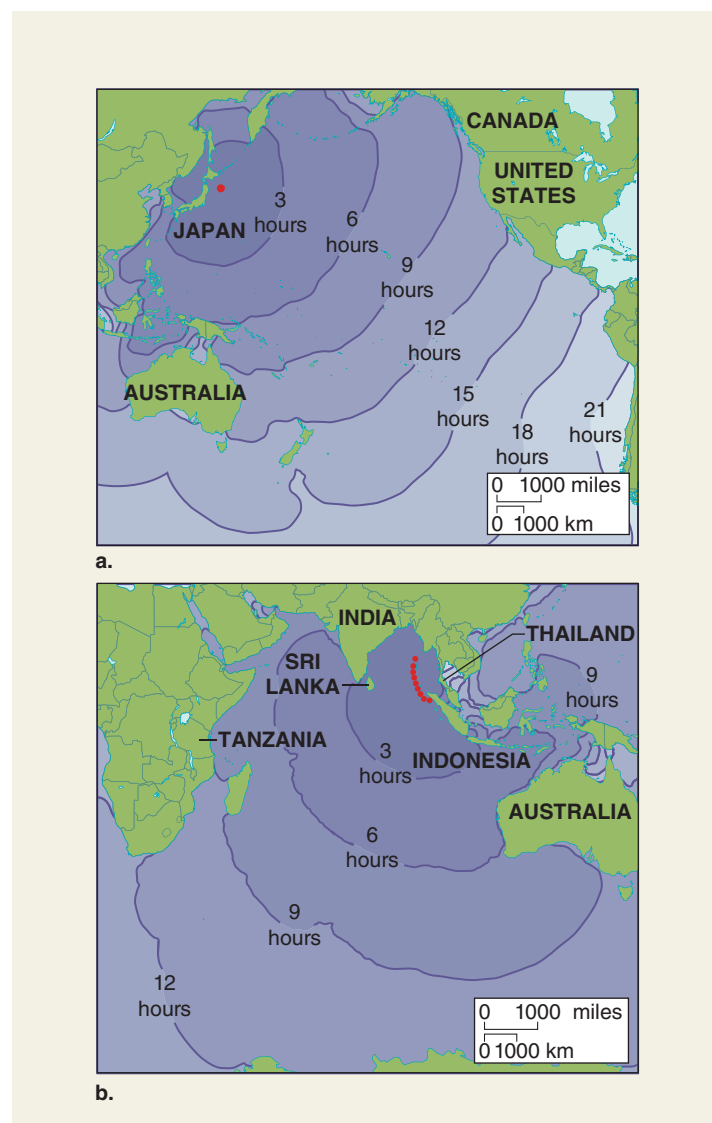 CANADA
UNITED
STATES
3
hours
JAPAN
6
hours
9
hours
12
hours
AUSTRALIA
15
hours
18
hours
21
hours
0 1000 miles
0 1000 km
a.
INDIA
THAILAND
SRI
LANKA
9
hours
TANZANIA
3
hours
INDONESIA
AUSTRALIA
6
hours
9
hours
12
hours
0 1000 miles
0 1000 km
b.